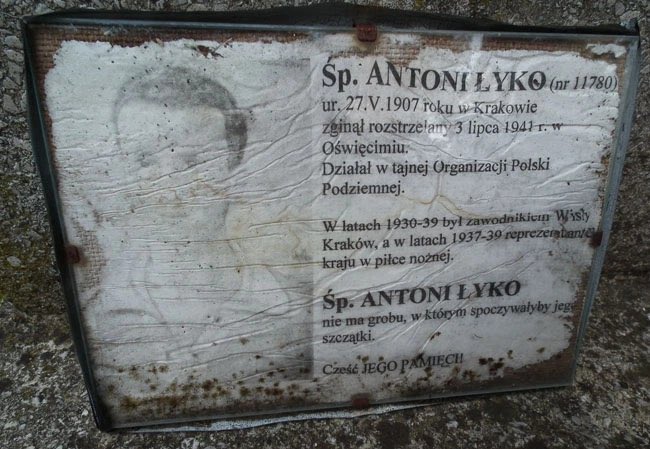 Śp. ANTONI ŁYKO (nr 11780)
ur. 27.V.1907 roku w Krakowie
zginął rozstrzelany 3 lipca 1941 r. w
Oświęcimiu.
Działał w tajnej Organizacji Polski
Podziemnej.
W latach 1930-39 był zawodnikiem Wisły
Kraków, a w latach 1937-39 reprezentantem
kraju w piłce nożnej.
Śp. ANTONI ŁYKO
nie ma grobu, w którym spoczywałyby jego
szczątki.
Cześć JEGO PAMIĘCI!